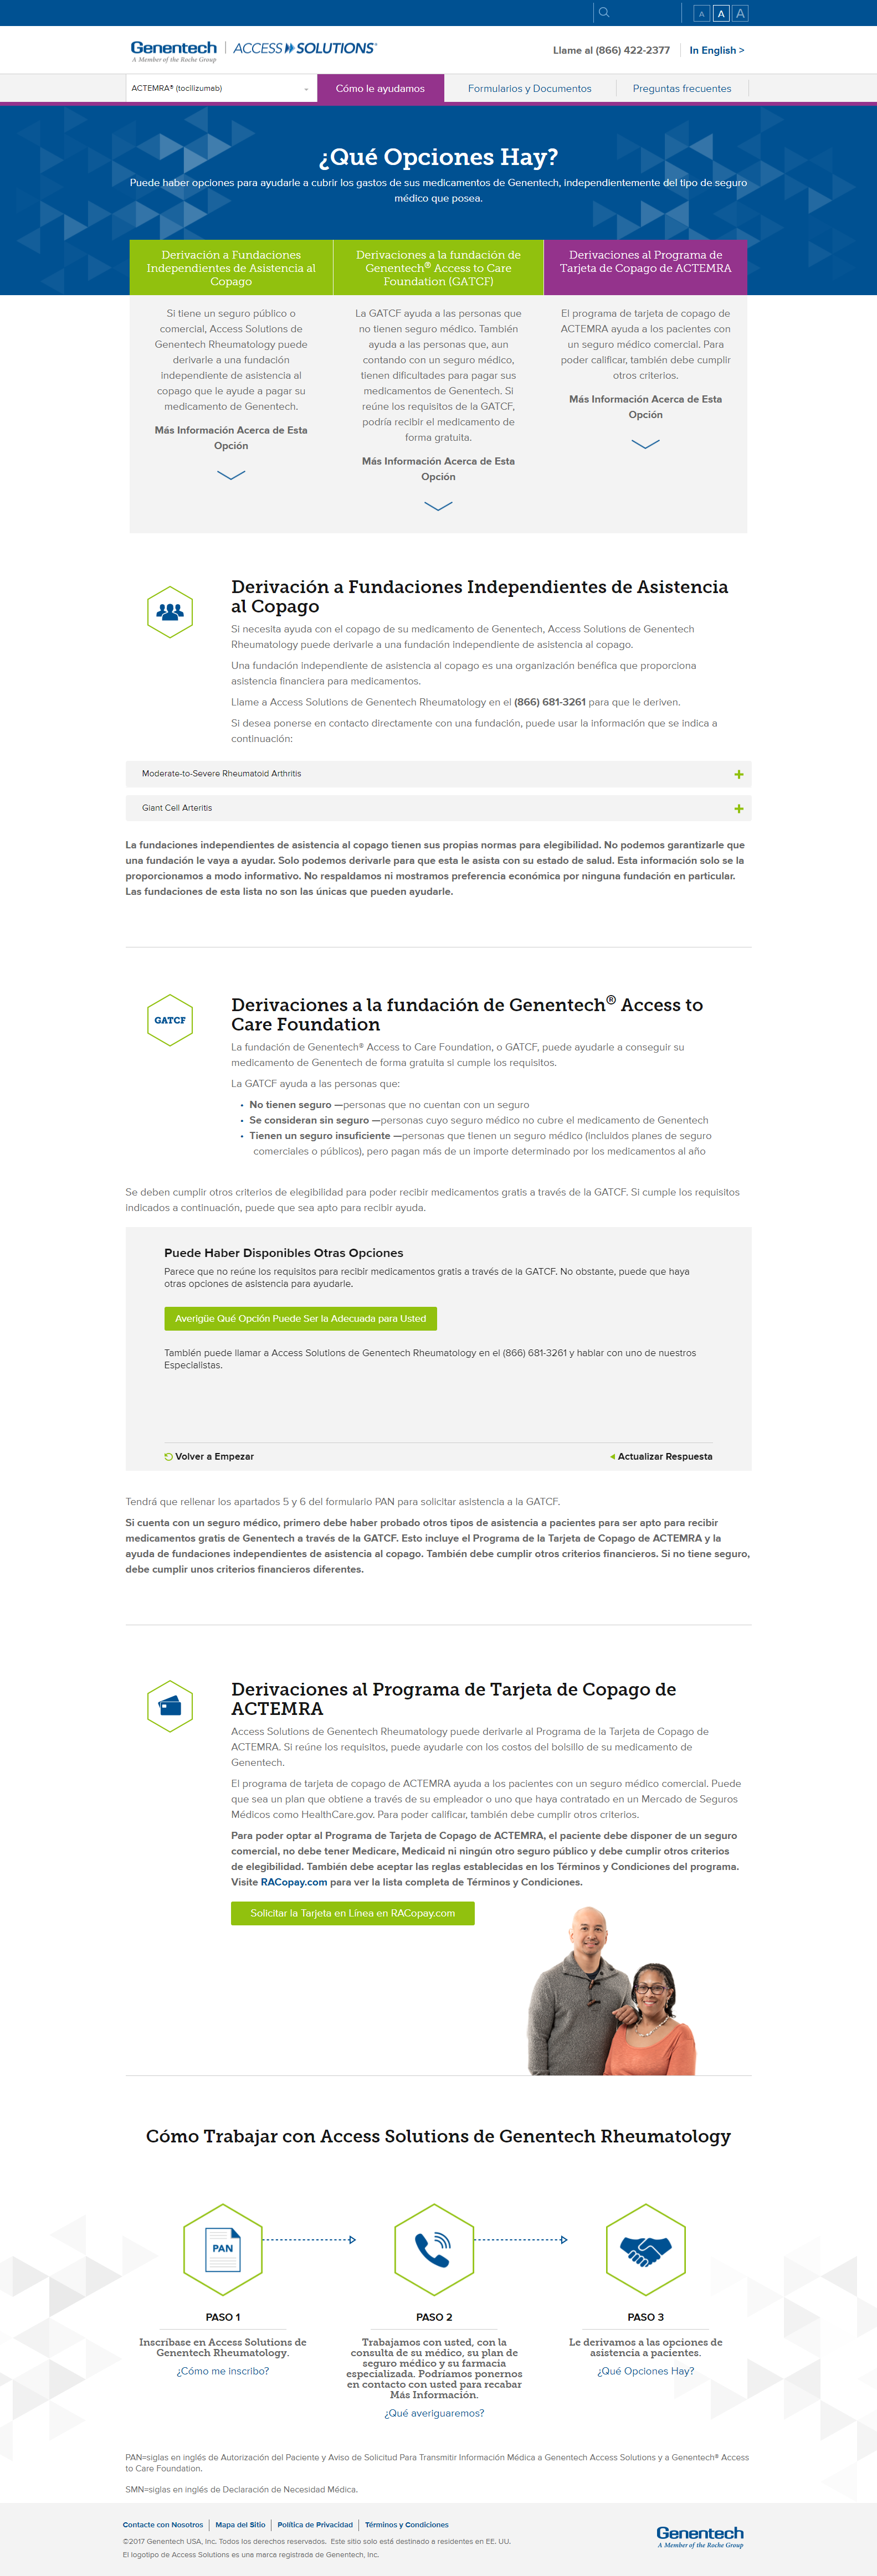 A A A
Genentech
A Member of the Roche Group
ACCESS SOLUTIONS®
Llame al (866) 422-2377
In English >
ACTEMRA® (tocilizumab)
Cómo le ayudamos
Formularios y Documentos
Preguntas frecuentes
¿Qué Opciones Hay?
Puede haber opciones para ayudarle a cubrir los gastos de sus medicamentos de Genentech, independientemente del tipo de seguro
médico que posea.
Derivación a Fundaciones
Independientes de Asistencia al
Copago
Si tiene un seguro público o
comercial, Access Solutions de
Genentech Rheumatology puede
derivarle a una fundación
independiente de asistencia al
copago que le ayude a pagar su
medicamento de Genentech.
Más Información Acerca de Esta
Opción
Derivaciones a la fundación de
Genentech® Access to Care
Foundation (GATCF)
La GATCF ayuda a las personas que
no tienen seguro médico. También
ayuda a las personas que, aun
contando con un seguro médico,
tienen dificultades para pagar sus
medicamentos de Genentech. Si
reúne los requisitos de la GATCF,
podría recibir el medicamento de
forma gratuita.
Más Información Acerca de Esta
Opción
Derivaciones al Programa de
Tarjeta de Copago de ACTEMRA
El programa de tarjeta de copago de
ACTEMRA ayuda a los pacientes con
un seguro médico comercial. Para
poder calificar, también debe cumplir
otros criterios.
Más Información Acerca de Esta
Opción
Derivación a Fundaciones Independientes de Asistencia
al Copago
Si necesita ayuda con el copago de su medicamento de Genentech, Access Solutions de Genentech
Rheumatology puede derivarle a una fundación independiente de asistencia al copago.
Una fundación independiente de asistencia al copago es una organización benéfica que proporciona
asistencia financiera para medicamentos.
Llame a Access Solutions de Genentech Rheumatology en el (866) 681-3261 para que le deriven.
Si desea ponerse en contacto directamente con una fundación, puede usar la información que se indica a
continuación:
Moderate-to-Severe Rheumatoid Arthritis
Giant Cell Arteritis
La fundaciones independientes de asistencia al copago tienen sus propias normas para elegibilidad. No podemos garantizarle que
una fundación le vaya a ayudar. Solo podemos derivarle para que esta le asista con su estado de salud. Esta información solo se la
proporcionamos a modo informativo. No respaldamos ni mostramos preferencia económica por ninguna fundación en particular.
Las fundaciones de esta lista no son las únicas que pueden ayudarle.
GATCF
Derivaciones a la fundación de Genentech® Access to
Care Foundation
La fundación de Genentech® Access to Care Foundation, o GATCF, puede ayudarle a conseguir su
medicamento de Genentech de forma gratuita si cumple los requisitos.
La GATCF ayuda a las personas que:
• No tienen seguro —personas que no cuentan con un seguro
• Se consideran sin seguro —personas cuyo seguro médico no cubre el medicamento de Genentech
• Tienen un seguro insuficiente —personas que tienen un seguro médico (incluidos planes de seguro
comerciales o públicos), pero pagan más de un importe determinado por los medicamentos al año
Se deben cumplir otros criterios de elegibilidad para poder recibir medicamentos gratis a través de la GATCF. Si cumple los requisitos
indicados a continuación, puede que sea apto para recibir ayuda.
Puede Haber Disponibles Otras Opciones
Parece que no reúne los requisitos para recibir medicamentos gratis a través de la GATCF. No obstante, puede que haya
otras opciones de asistencia para ayudarle.
Averigüe Qué Opción Puede Ser la Adecuada para Usted
También puede llamar a Access Solutions de Genentech Rheumatology en el (866) 681-3261 y hablar con uno de nuestros
Especialistas.
Volver a Empezar
Actualizar Respuesta
Tendrá que rellenar los apartados 5 y 6 del formulario PAN para solicitar asistencia a la GATCF.
Si cuenta con un seguro médico, primero debe haber probado otros tipos de asistencia a pacientes para ser apto para recibir
medicamentos gratis de Genentech a través de la GATCF. Esto incluye el Programa de la Tarjeta de Copago de ACTEMRA y la
ayuda de fundaciones independientes de asistencia al copago. También debe cumplir otros criterios financieros. Si no tiene seguro,
debe cumplir unos criterios financieros diferentes.
Derivaciones al Programa de Tarjeta de Copago de
ACTEMRA
Access Solutions de Genentech Rheumatology puede derivarle al Programa de la Tarjeta de Copago de
ACTEMRA. Si reúne los requisitos, puede ayudarle con los costos del bolsillo de su medicamento de
Genentech.
El programa de tarjeta de copago de ACTEMRA ayuda a los pacientes con un seguro médico comercial. Puede
que sea un plan que obtiene a través de su empleador o uno que haya contratado en un Mercado de Seguros
Médicos como HealthCare.gov. Para poder calificar, también debe cumplir otros criterios.
Para poder optar al Programa de Tarjeta de Copago de ACTEMRA, el paciente debe disponer de un seguro
comercial, no debe tener Medicare, Medicaid ni ningún otro seguro público y debe cumplir otros criterios
de elegibilidad. También debe aceptar las reglas establecidas en los Términos y Condiciones del programa.
Visite RACopay.com para ver la lista completa de Términos y Condiciones.
Solicitar la Tarjeta en Línea en RACopay.com
Cómo Trabajar con Access Solutions de Genentech Rheumatology
PAN
PASO 1
Inscríbase en Access Solutions de
Genentech Rheumatology.
¿Cómo me inscribo?
PASO 2
Trabajamos con usted, con la
consulta de su médico, su plan de
seguro médico y su farmacia
especializada. Podríamos ponernos
en contacto con usted para recabar
Más Información.
¿Qué averiguaremos?
PASO 3
Le derivamos a las opciones de
asistencia a pacientes.
¿Qué Opciones Hay?
PAN=siglas en inglés de Autorización del Paciente y Aviso de Solicitud Para Transmitir Información Médica a Genentech Access Solutions y a Genentech® Access
to Care Foundation.
SMN=siglas en inglés de Declaración de Necesidad Médica.
Contacte con Nosotros
Mapa del Sitio
Política de Privacidad
Términos y Condiciones
©2017 Genentech USA, Inc. Todos los derechos reservados. Este sitio solo está destinado a residentes en EE. UU.
El logotipo de Access Solutions es una marca registrada de Genentech, Inc.
Genentech
A Member of the Roche Group